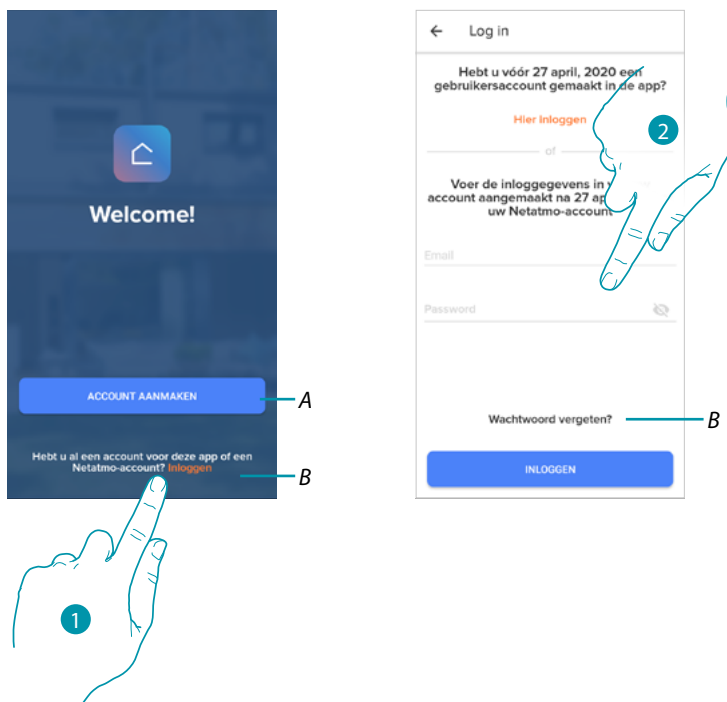 Welcome!
ACCOUNT AANMAKEN
A
Hebt u al een account voor deze app of een
Netatmo-account? Inloggen
B
1
Log in
Hebt u vóór 27 april, 2020 een
gebruikersaccount gemaakt in de app?
Hier Inloggen
2
of
Voer de inloggegevens in
account aangemaakt na 27
uw Netatmo-account
Email
Password
Wachtwoord vergeten?
B
INLOGGEN